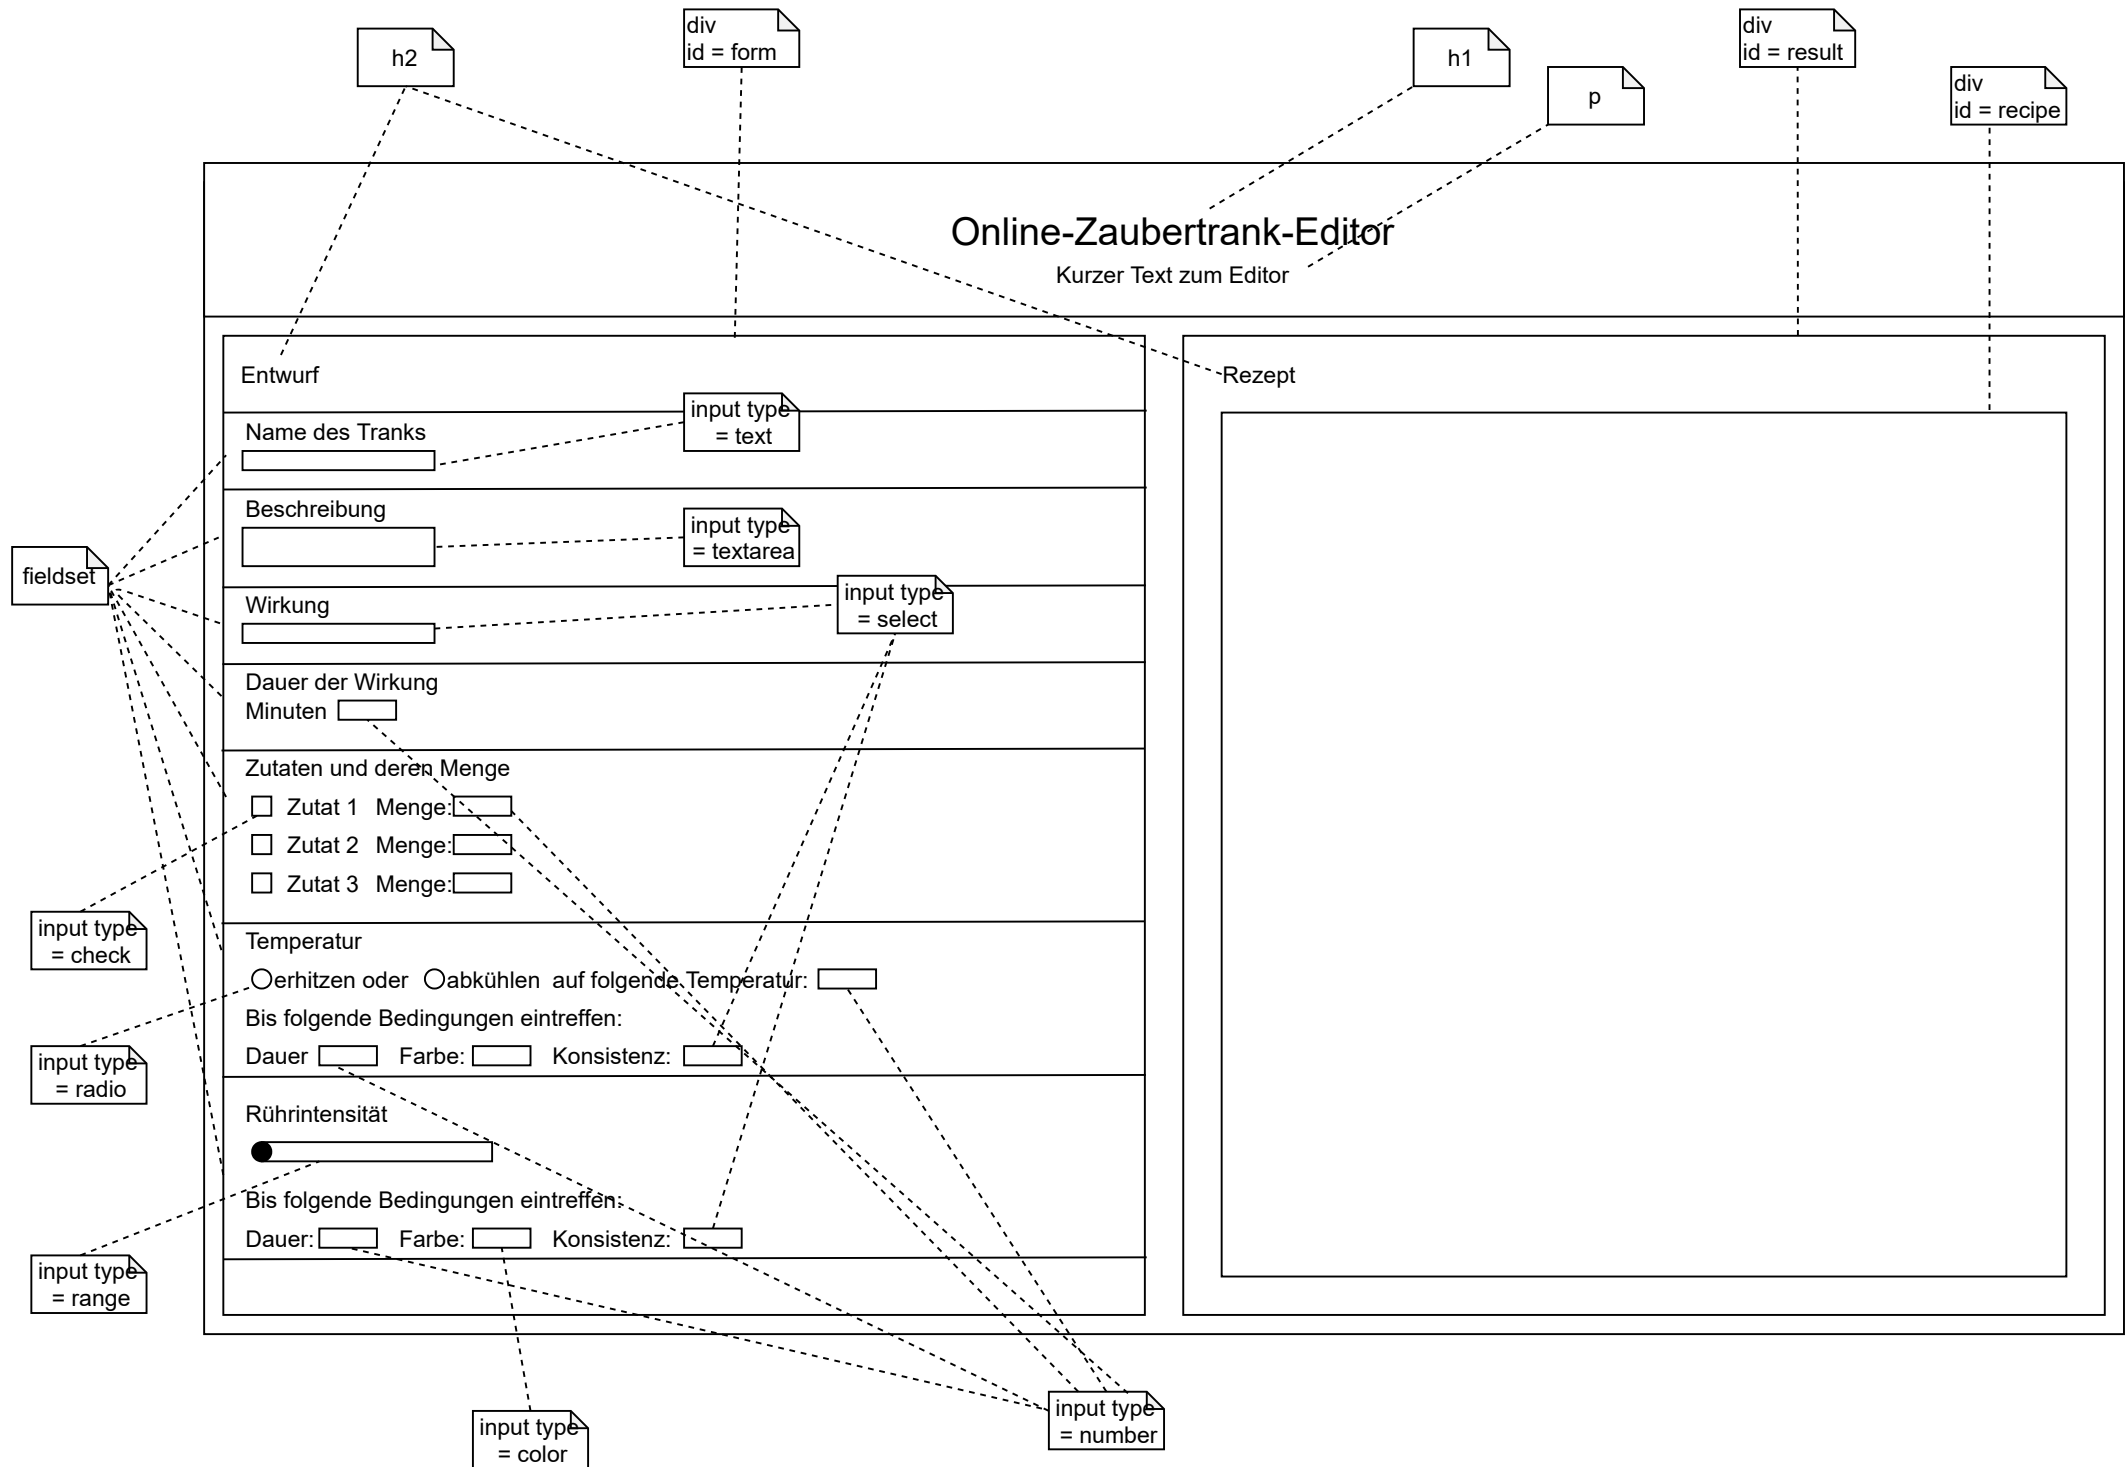 div
id = form
div
id = result
h2
h1
p
div
id = recipe
Online-Zaubertrank-Editor
Kurzer Text zum Editor
Entwurf
Rezept
input type
= text
Name des Tranks
Beschreibung
input type
= textarea
fieldset
Wirkung
input type
= select
Dauer der Wirkung
Minuten
Zutaten und deren Menge
Zutat 1 Menge:
Zutat 2 Menge:
Zutat 3 Menge:
input type
= check
Temperatur
erhitzen oder abkühlen auf folgende Temperatur:
Bis folgende Bedingungen eintreffen:
Dauer Farbe: Konsistenz:
input type
= radio
Rührintensität
Bis folgende Bedingungen eintreffen:
Dauer: Farbe: Konsistenz:
input type
= range
input type
= number
input type
= color